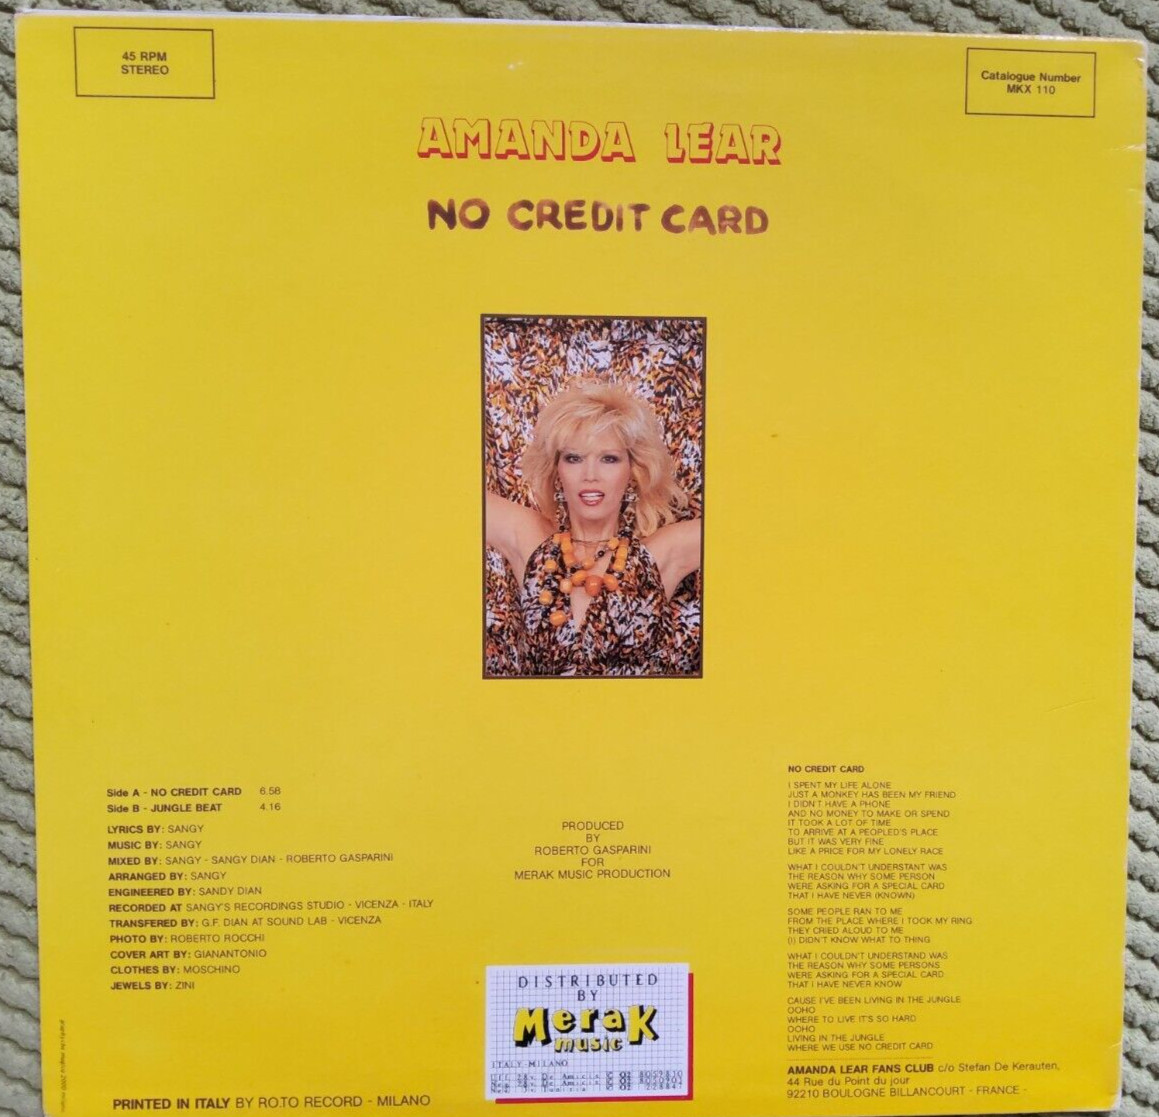 45 RPM
STEREO
Catalogue Number
MKX 110
AMANDA LEAR
NO CREDIT CARD
Side A - NO CREDIT CARD 6.58
Side B - JUNGLE BEAT 4.16
LYRICS BY: SANGY
MUSIC BY: SANGY
MIXED BY: SANGY - SANGY DIAN - ROBERTO GASPARINI
ARRANGED BY: SANGY
ENGINEERED BY: SANDY DIAN
RECORDED AT SANGY'S RECORDINGS STUDIO - VICENZA - ITALY
TRANSFERED BY: G.F. DIAN AT SOUND LAB - VICENZA
PHOTO BY: ROBERTO ROCCHI
COVER ART BY: GIANANTONIO
CLOTHES BY: MOSCHINO
JEWELS BY: ZINI
PRINTED IN ITALY BY RO.TO RECORD - MILANO
PRODUCED
BY
ROBERTO GASPARINI
FOR
MERAK MUSIC PRODUCTION
DISTRIBUTED
BY
Merak
music
ITALY-MILANO
NO CREDIT CARD
I SPENT MY LIFE ALONE
JUST A MONKEY HAS BEEN MY FRIEND
I DIDN'T HAVE A PHONE
AND NO MONEY TO MAKE OR SPEND
IT TOOK A LOT OF TIME
TO ARRIVE AT A PEOPLED'S PLACE
BUT IT WAS VERY FINE
LIKE A PRICE FOR MY LONELY RACE
WHAT I COULDN'T UNDERSTANT WAS
THE REASON WHY SOME PERSON
WERE ASKING FOR A SPECIAL CARD
THAT I HAVE NEVER (KNOWN)
SOME PEOPLE RAN TO ME
FROM THE PLACE WHERE I TOOK MY RING
THEY CRIED ALOUD TO ME
(I) DIDN'T KNOW WHAT TO THING
WHAT I COULDN'T UNDERSTAND WAS
THE REASON WHY SOME PERSONS
WERE ASKING FOR A SPECIAL CARD
THAT I HAVE NEVER KNOW
CAUSE I'VE BEEN LIVING IN THE JUNGLE
OOHO
WHERE TO LIVE IT'S SO HARD
OOHO
LIVING IN THE JUNGLE
WHERE WE USE NO CREDIT CARD
AMANDA LEAR FANS CLUB c/o Stefan De Kerauten,
44 Rue du Point du jour
92210 BOULOGNE BILLANCOURT - FRANCE -